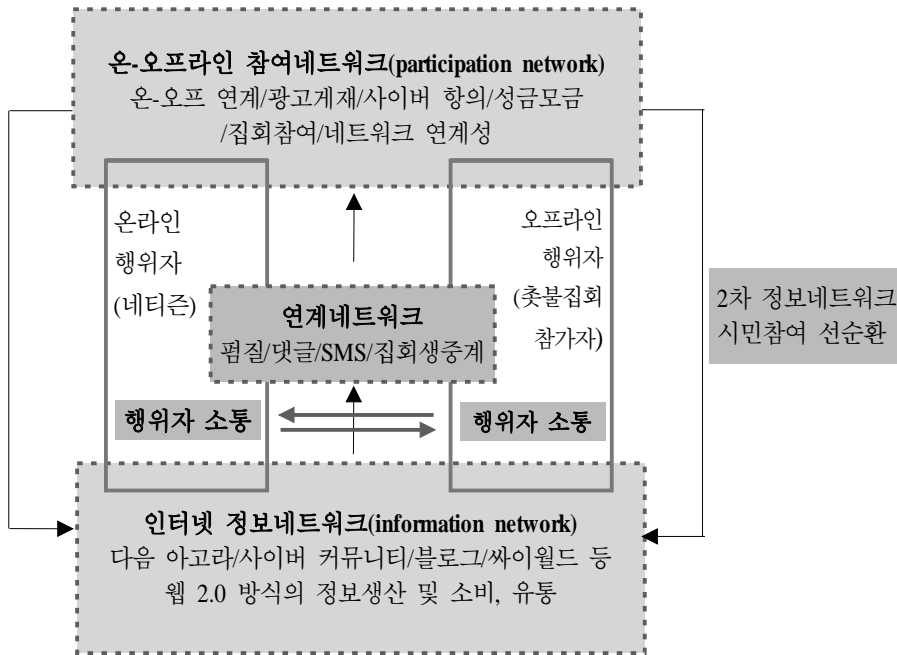 온-오프라인 참여네트워크(participation network)
온-오프 연계/광고게재/사이버 항의/성금모금
/집회참여/네트워크 연계성
온라인
행위자
(네티즌)
오프라인
행위자
(촛불집회
참가자)
연계네트워크
펌질/댓글/SMS/집회생중계
2차 정보네트워크
시민참여 선순환
행위자 소통
행위자 소통
인터넷 정보네트워크(information network)
다음 아고라/사이버 커뮤니티/블로그/싸이월드 등
웹 2.0 방식의 정보생산 및 소비, 유통